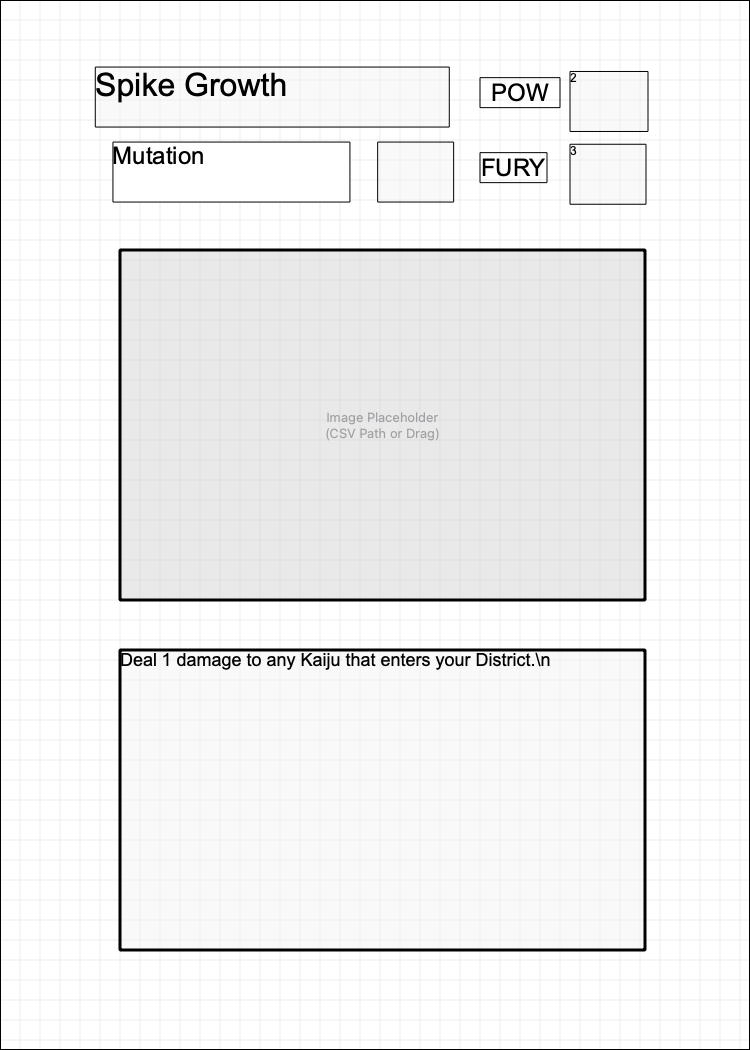 Spike Growth
POW
2
Mutation
FURY
3
Image Placeholder
(CSV Path or Drag)
Deal 1 damage to any Kaiju that enters your District.\n